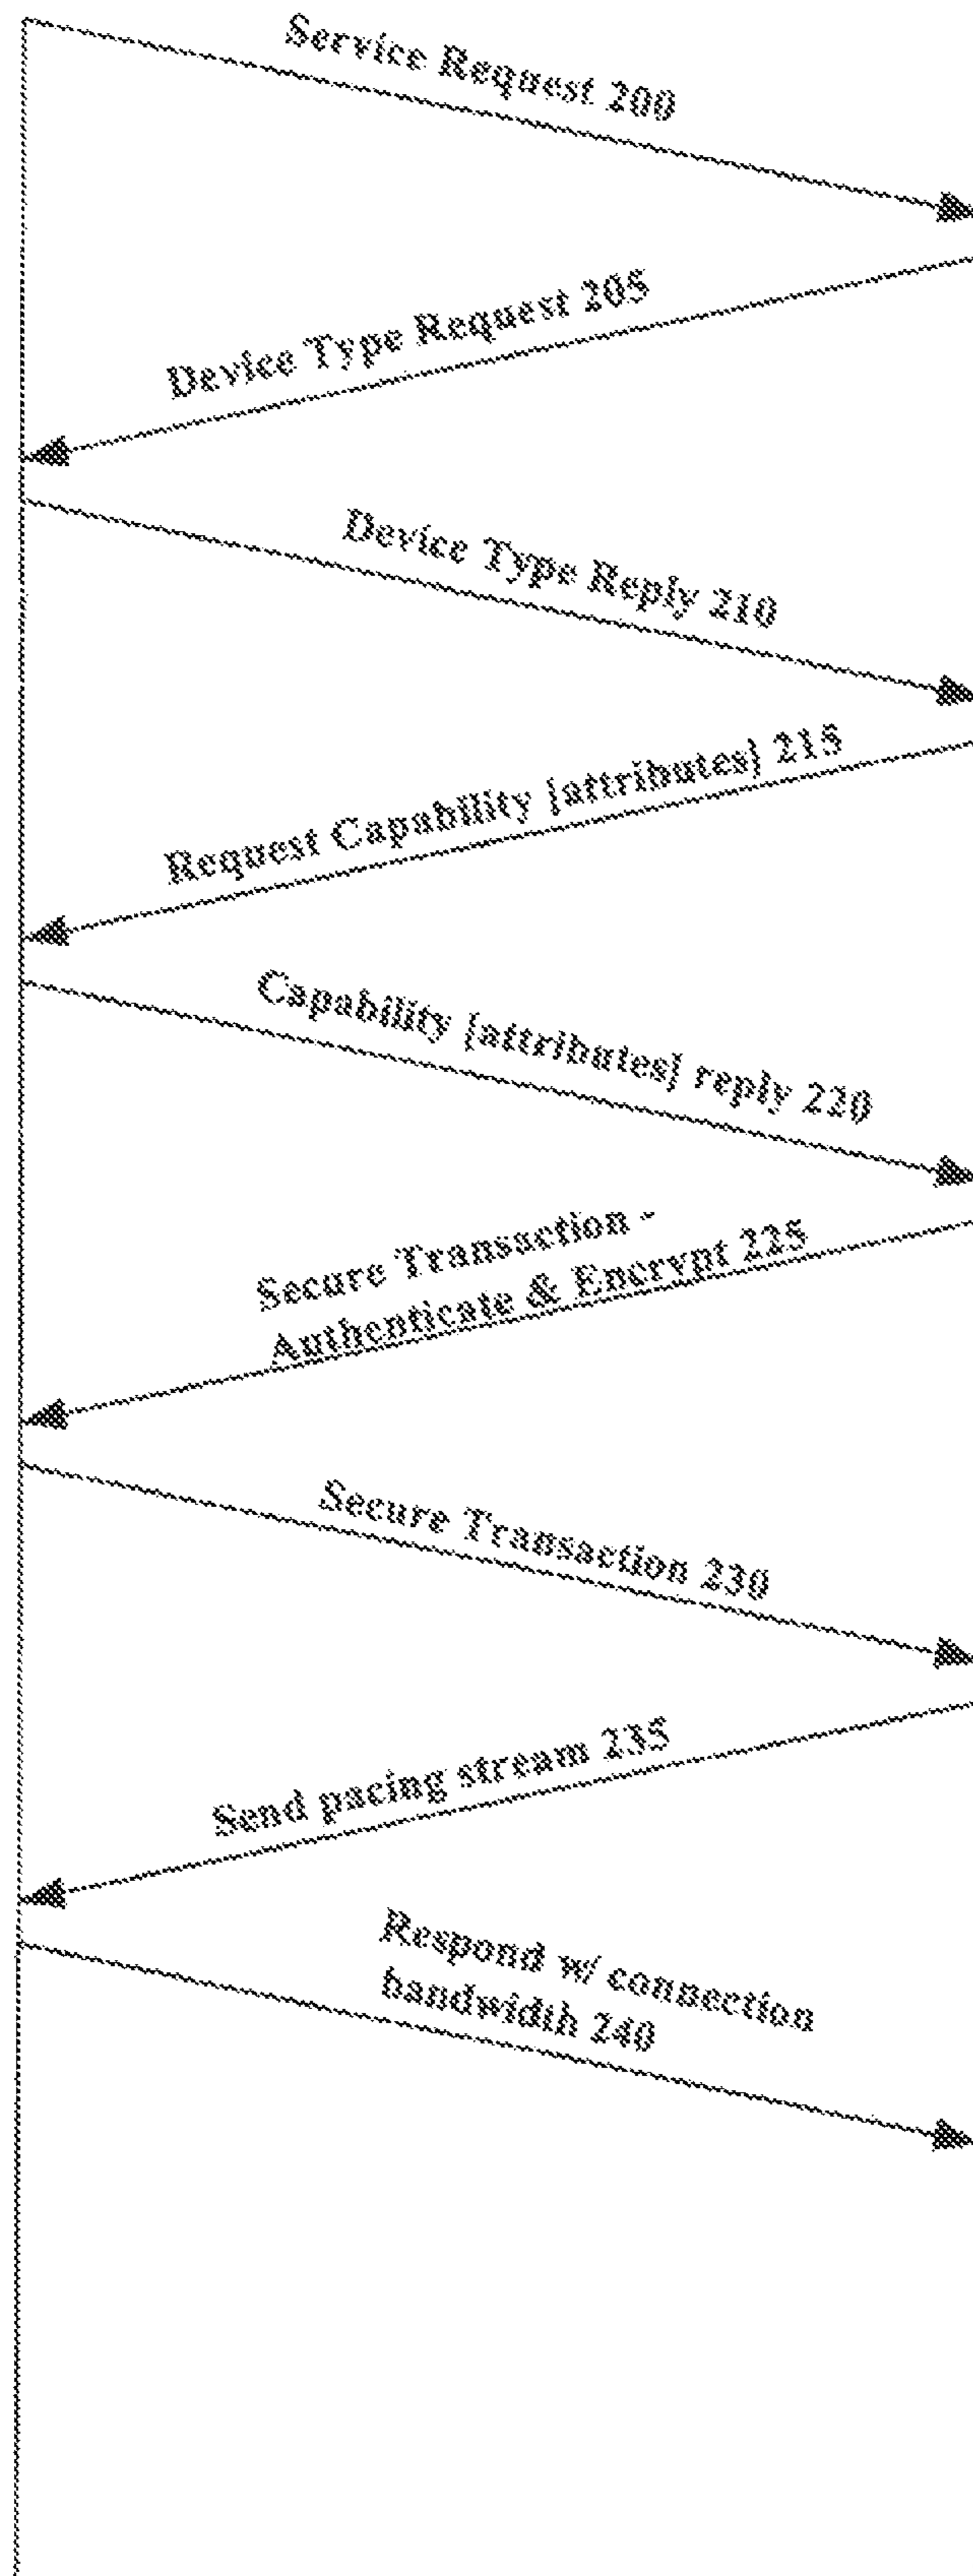 Service Request 200
Device Type Request 205
Device Type Reply 210
Request Capability [attributes] 215
Capability [attributes] reply 220
Secure Transaction -
Authenticate & Encrypt 225
Secure Transaction 230
Send pacing stream 235
Respond w/ connection
bandwidth 240